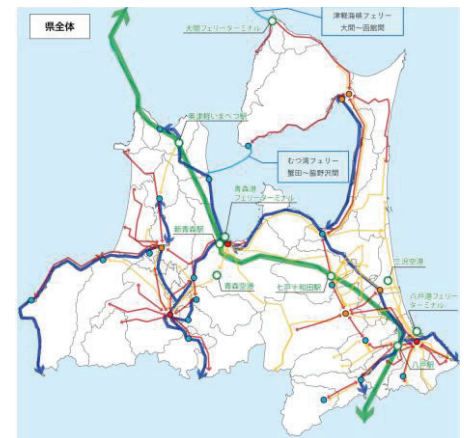 県全体
津軽海峡フェリー
大間~函館間
大間フェリーターミナル
奥津軽いまべつ駅
むつ湾フェリー
蟹田~脇野沢間
青森港
フェリーターミナル
新青森駅
三沢空港
青森空港
七戸十和田駅
八戸港フェリー
ターミナル
八戸駅